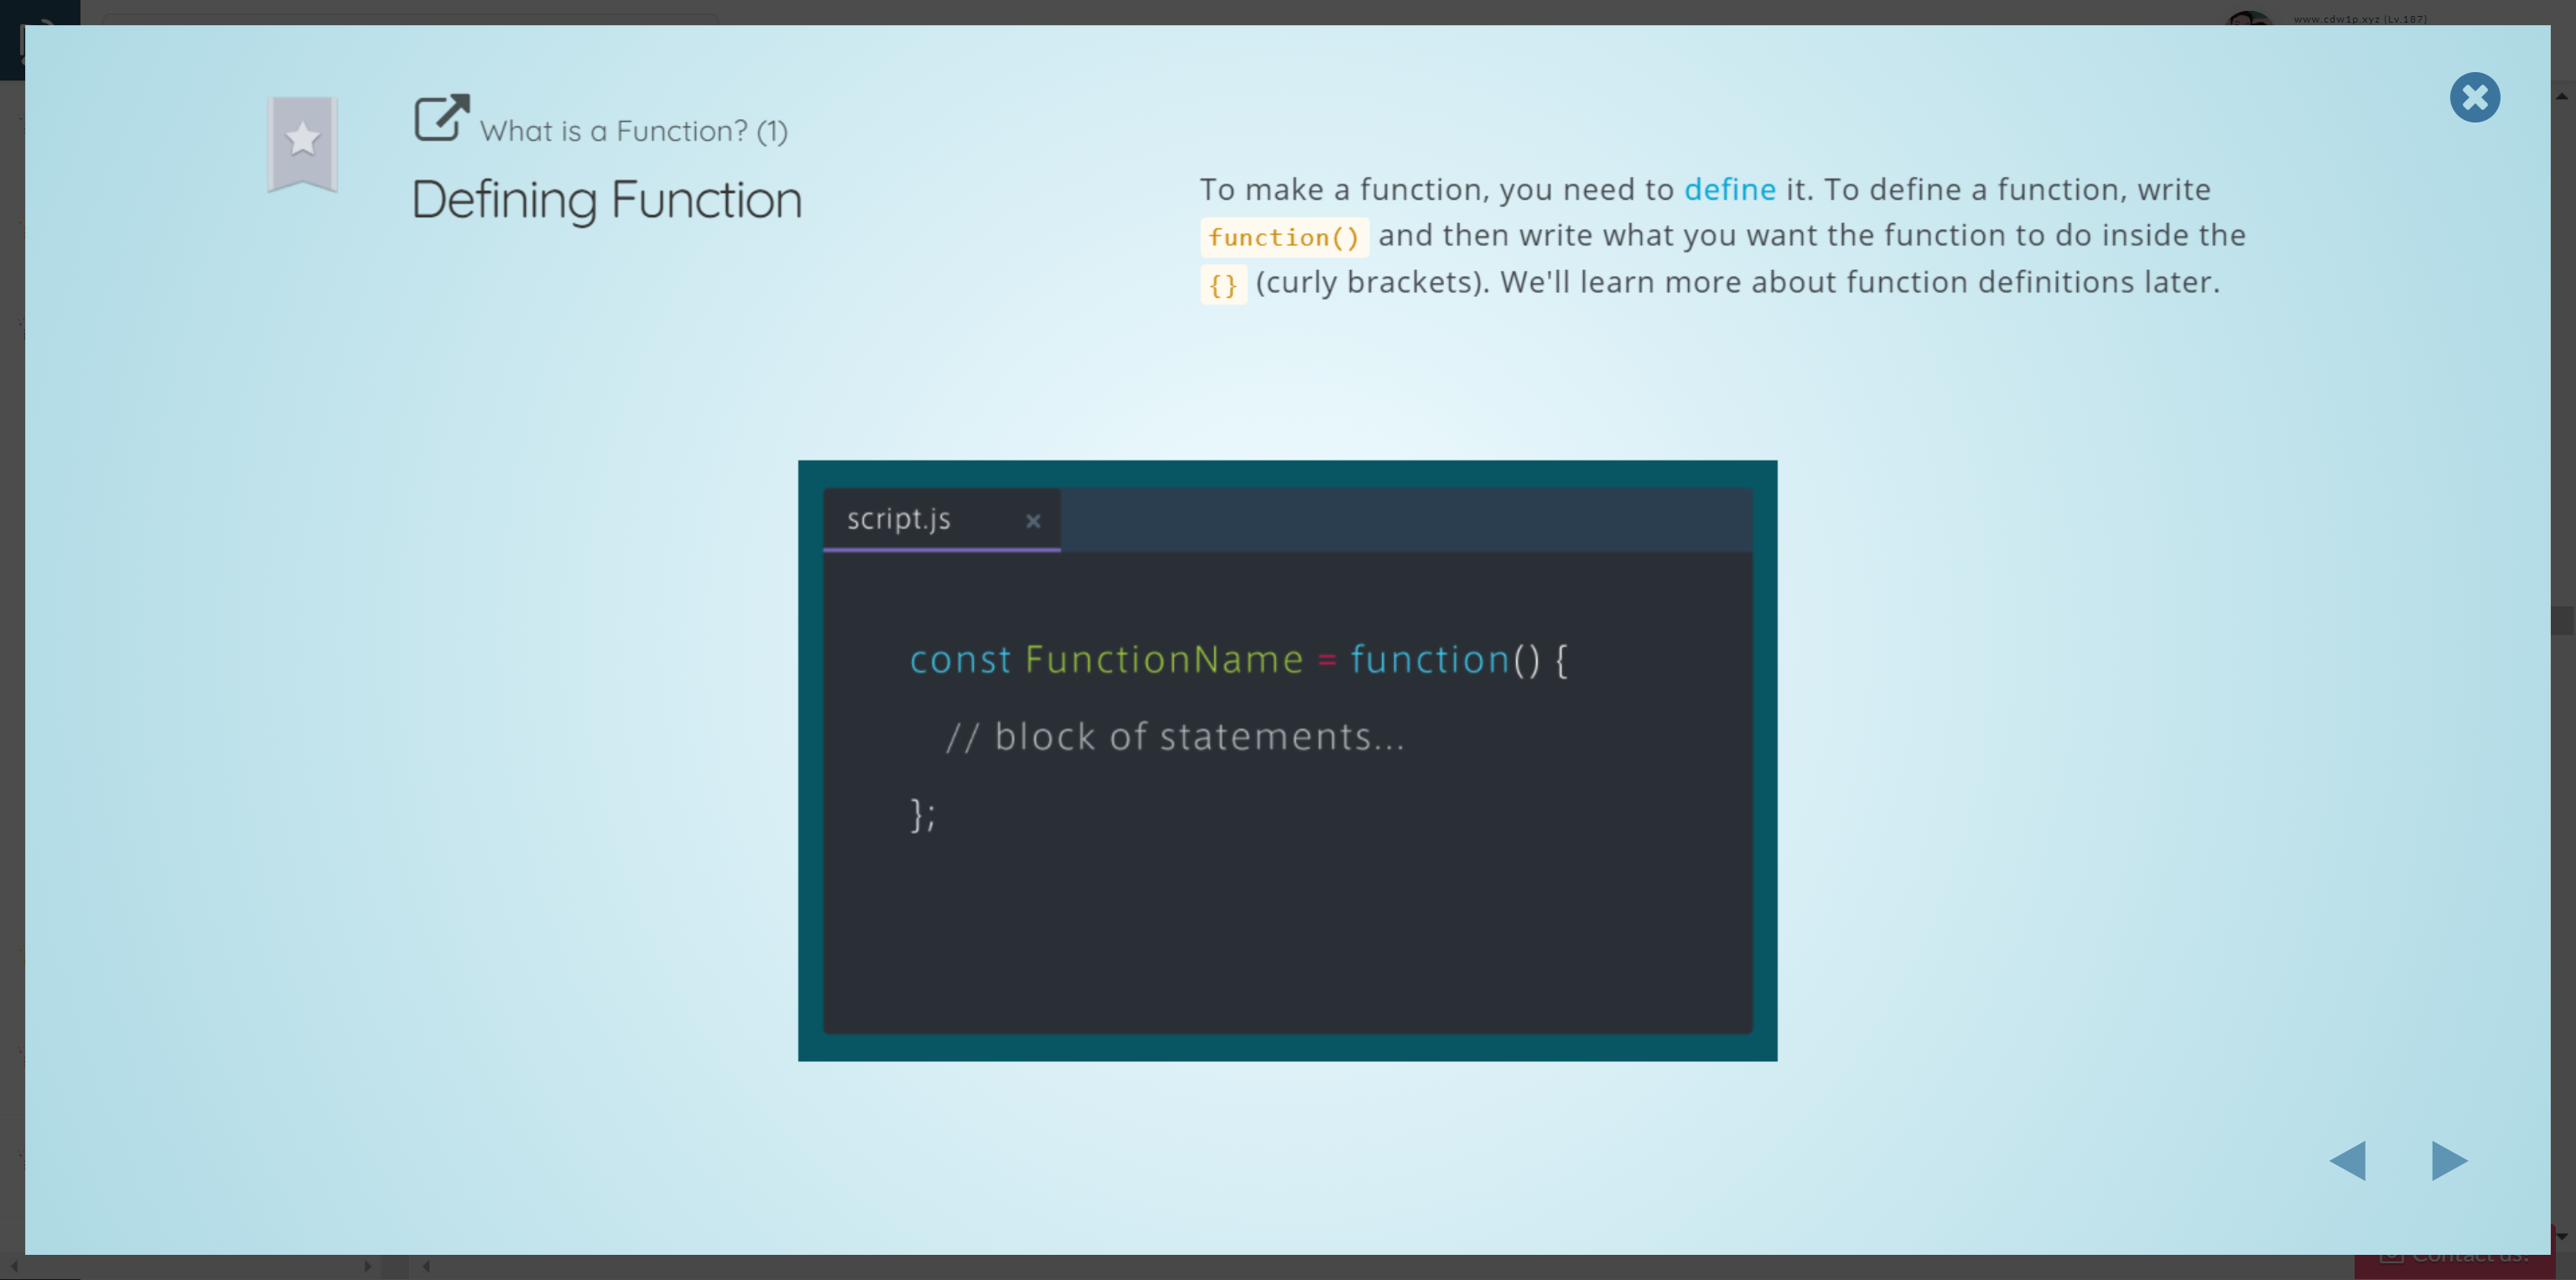 www.cdw1p.xyz (Lv.187)
What is a Function? (1)
Defining Function
To make a function, you need to define it. To define a function, write
function() and then write what you want the function to do inside the
{} (curly brackets). We'll learn more about function definitions later.
script.js
const FunctionName = function() {
// block of statements...
};
Contact us!